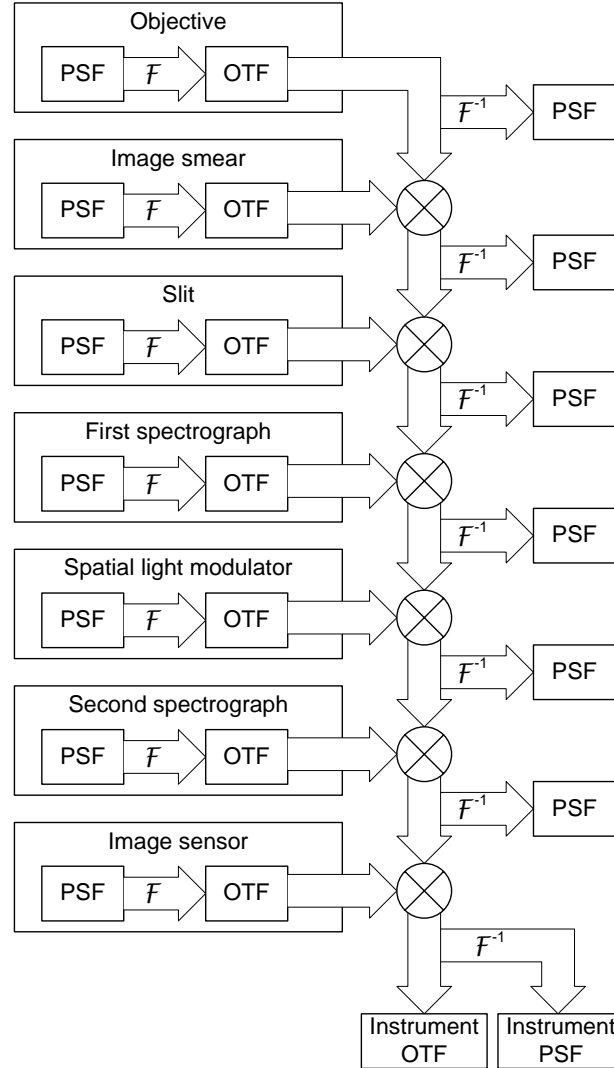 Objective
PSF F OTF
F-1 PSF
Image smear
PSF F OTF
F-1 PSF
Slit
PSF F OTF
F-1 PSF
First spectrograph
PSF F OTF
F-1 PSF
Spatial light modulator
PSF F OTF
F-1 PSF
Second spectrograph
PSF F OTF
F-1 PSF
Image sensor
PSF F OTF
F-1
Instrument
OTF
Instrument
PSF